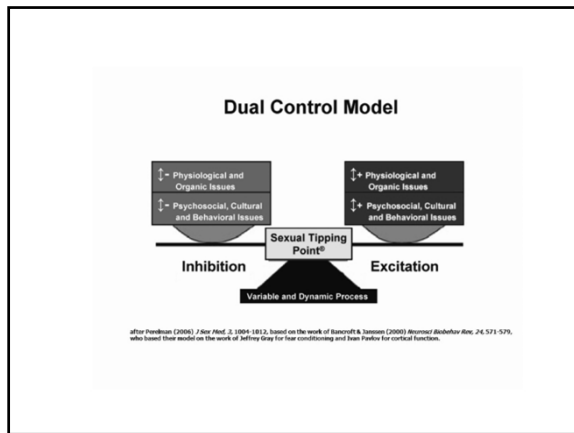 Dual Control Model
↕- Physiological and
Organic Issues
↕- Psychosocial, Cultural
and Behavioral Issues
↕+ Physiological and
Organic Issues
↕+ Psychosocial, Cultural
and Behavioral Issues
Sexual Tipping
Point®
Inhibition
Excitation
Variable and Dynamic Process
after Perelman (2006) J Sex Med, 3, 1004-1012, based on the work of Bancroft & Janssen (2000) Neurosci Biobehav Rev, 24, 571-579,
who based their model on the work of Jeffrey Gray for fear conditioning and Ivan Pavlov for cortical function.